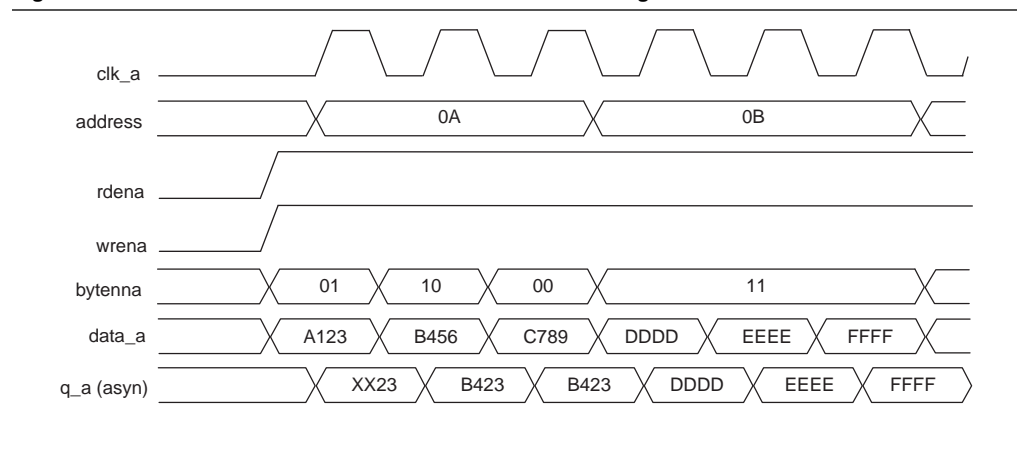 clk_a
address 0A 0B
rdena
wrena
bytenna 01 10 00 11
data_a A123 B456 C789 DDDD EEEE FFFF
q_a (asyn) XX23 B423 B423 DDDD EEEE FFFF